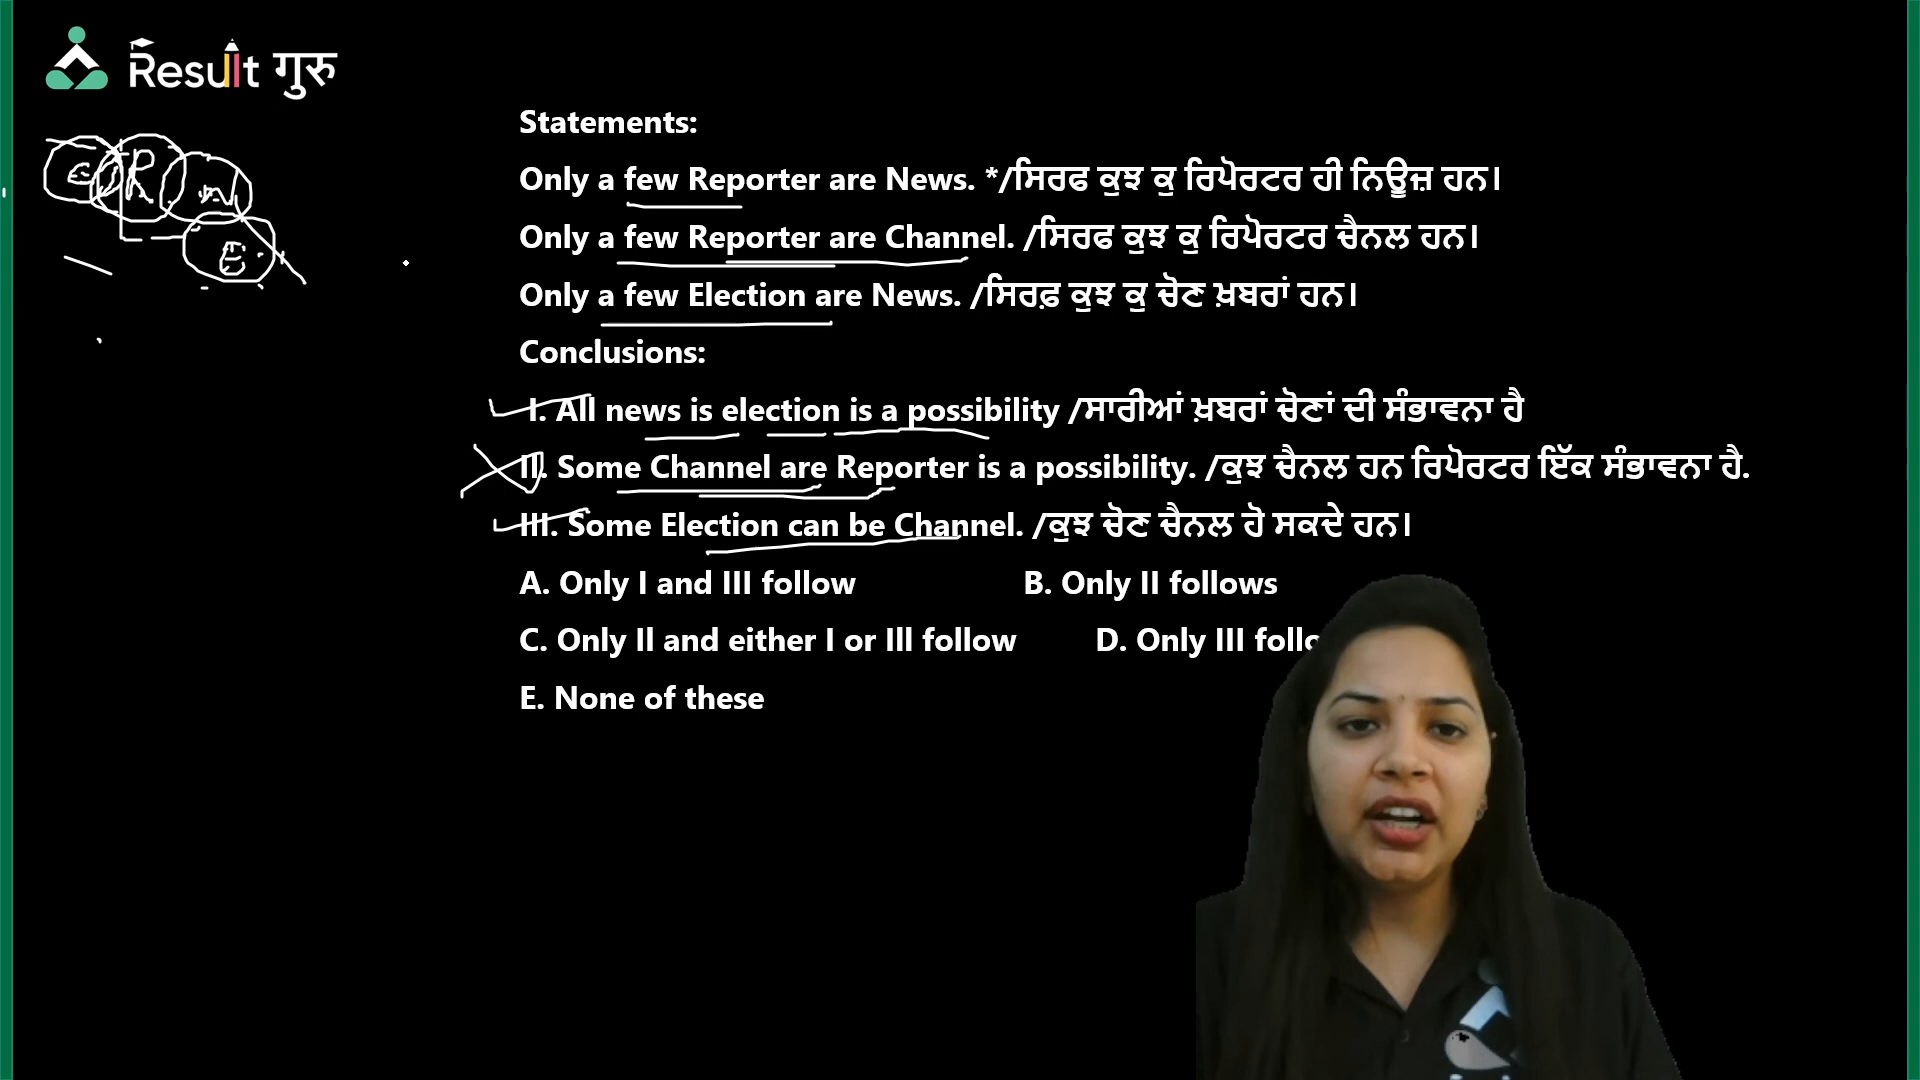 Result गुरु
Statements:
Only a few Reporter are News. */ਸਿਰਫ ਕੁਝ ਕੁ ਰਿਪੋਰਟਰ ਹੀ ਨਿਊਜ਼ ਹਨ।
Only a few Reporter are Channel. /ਸਿਰਫ ਕੁਝ ਕੁ ਰਿਪੋਰਟਰ ਚੈਨਲ ਹਨ।
Only a few Election are News. /ਸਿਰਫ਼ ਕੁਝ ਕੁ ਚੋਣ ਖ਼ਬਰਾਂ ਹਨ।
Conclusions:
I. All news is election is a possibility /ਸਾਰੀਆਂ ਖ਼ਬਰਾਂ ਚੋਣਾਂ ਦੀ ਸੰਭਾਵਨਾ ਹੈ
II. Some Channel are Reporter is a possibility. /ਕੁਝ ਚੈਨਲ ਹਨ ਰਿਪੋਰਟਰ ਇੱਕ ਸੰਭਾਵਨਾ ਹੈ.
III. Some Election can be Channel. /ਕੁਝ ਚੋਣ ਚੈਨਲ ਹੋ ਸਕਦੇ ਹਨ।
A. Only I and III follow B. Only II follows
C. Only Il and either I or Ill follow D. Only III
E. None of these
R
E